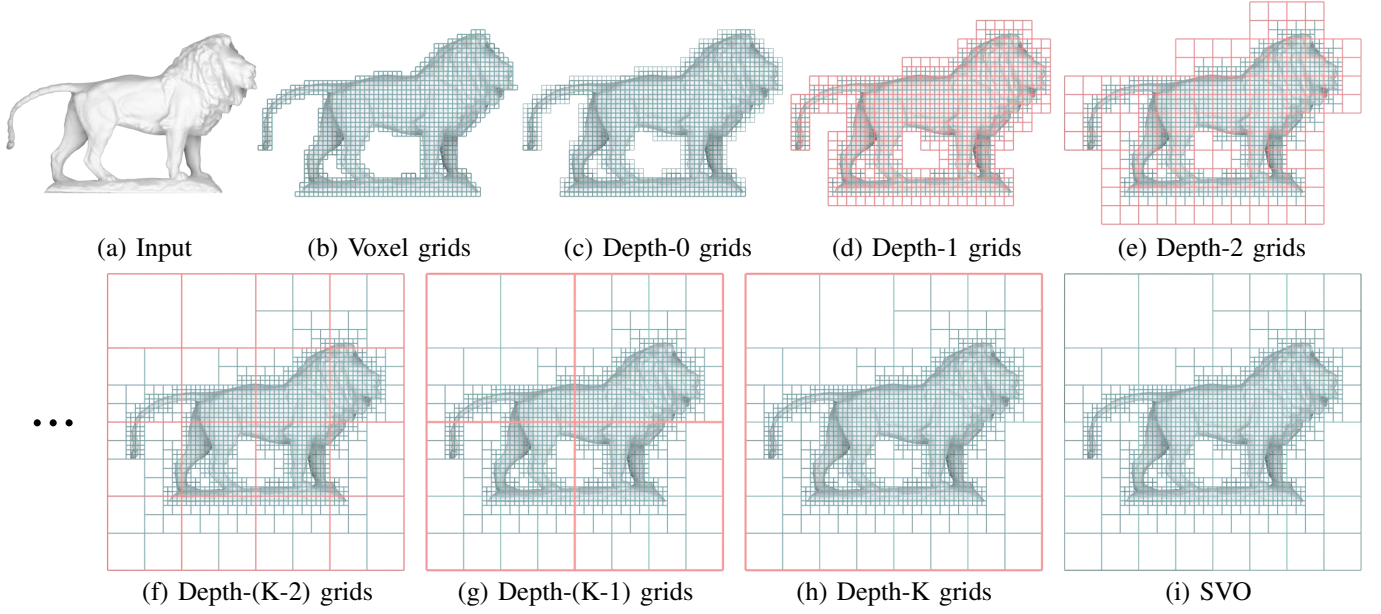 (a) Input
(b) Voxel grids
(c) Depth-0 grids
(d) Depth-1 grids
(e) Depth-2 grids
...
(f) Depth-(K-2) grids
(g) Depth-(K-1) grids
(h) Depth-K grids
(i) SVO